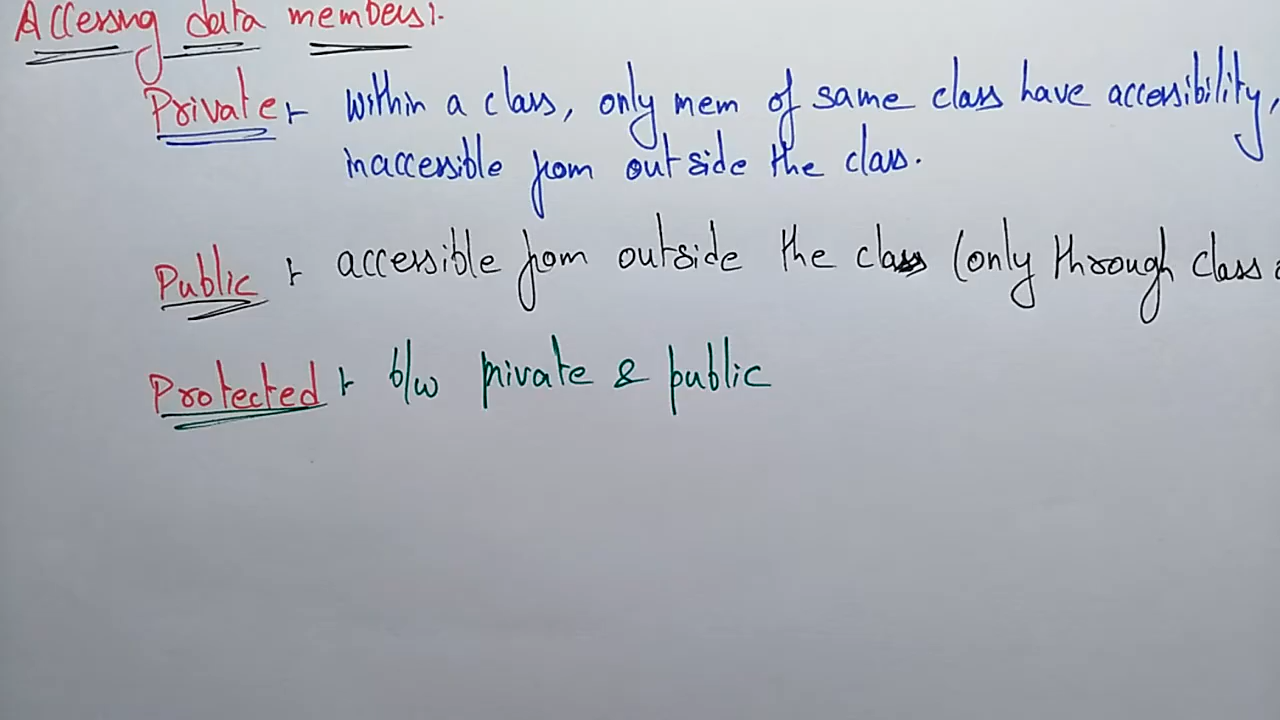 Accessing data members:-
Private :- within a class, only mem of same class have accessibility,
inaccessible from outside the class.
Public :- accessible from outside the class (only through class
Protected :- b/w private & public